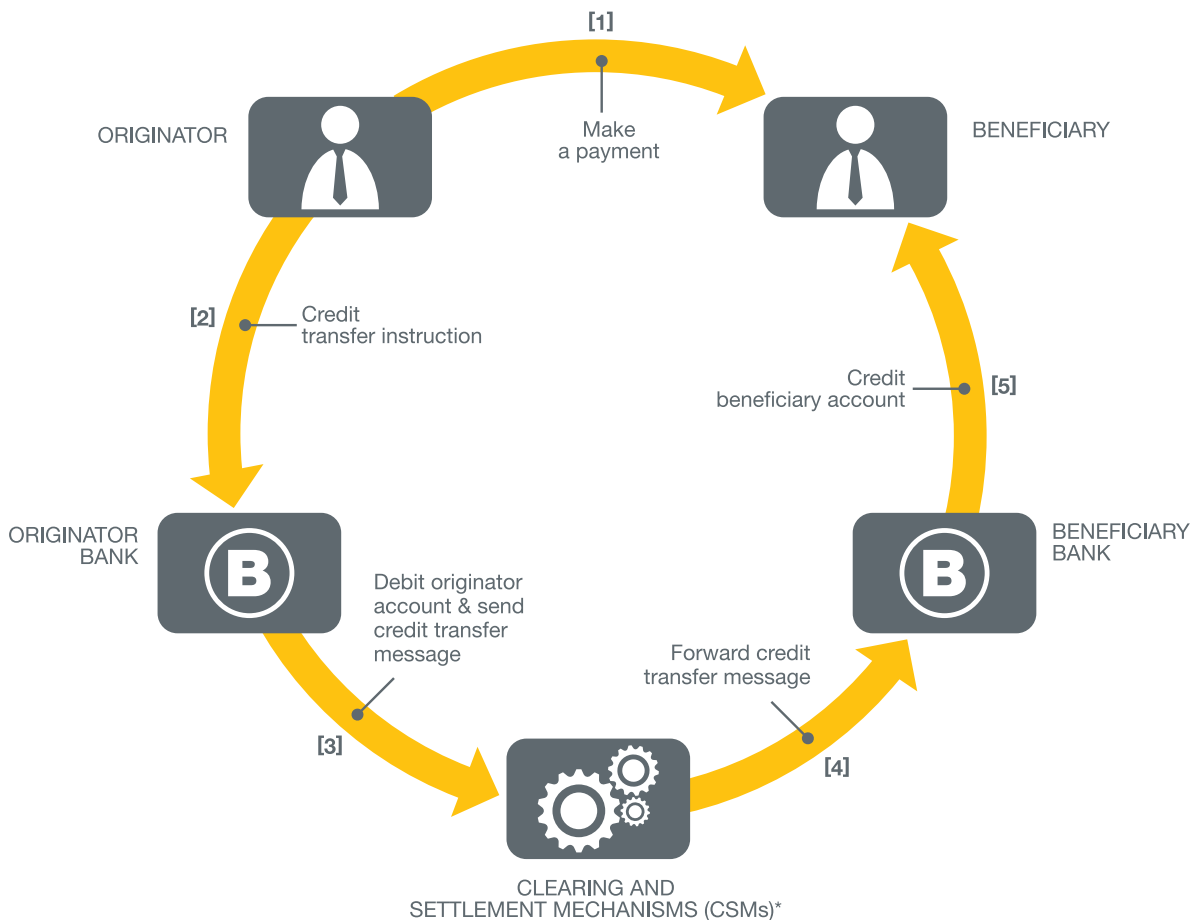 [1]
ORIGINATOR
BENEFICIARY
Make
a payment
[2]
Credit
transfer instruction
Credit
beneficiary account
[5]
ORIGINATOR
BANK
B
B
BENEFICIARY
BANK
Debit originator
account & send
credit transfer
message
Forward credit
transfer message
[3]
[4]
CLEARING AND
SETTLEMENT MECHANISMS (CSMs)*